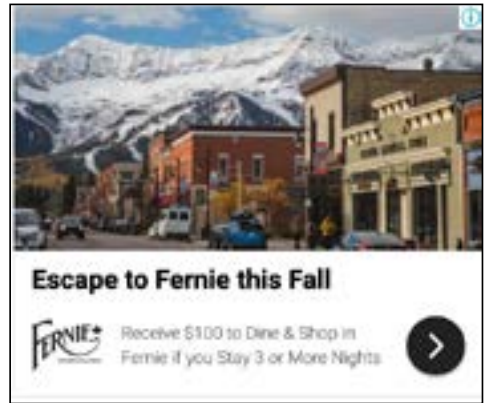 Escape to Fernie this Fall
FERNIE
Receive $100 to Dine & Shop in
Fernie if you Stay 3 or More Nights